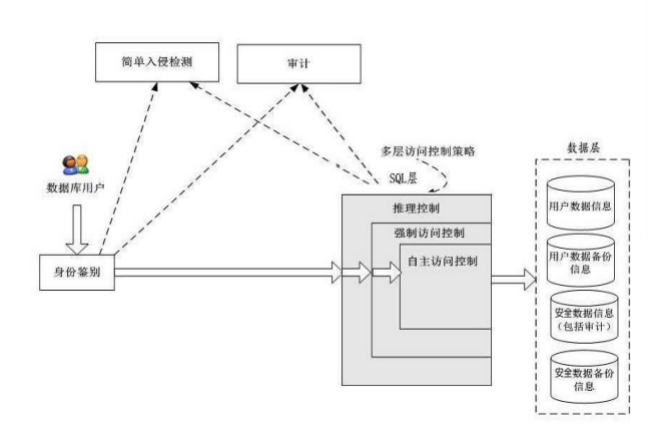 简单入侵检测
审计
多层访问控制策略
SQL层
数据层
数据库用户
推理控制
强制访问控制
自主访问控制
身份鉴别
用户数据信息
用户数据备份
信息
安全数据信息
（包括审计）
安全数据备份
信息